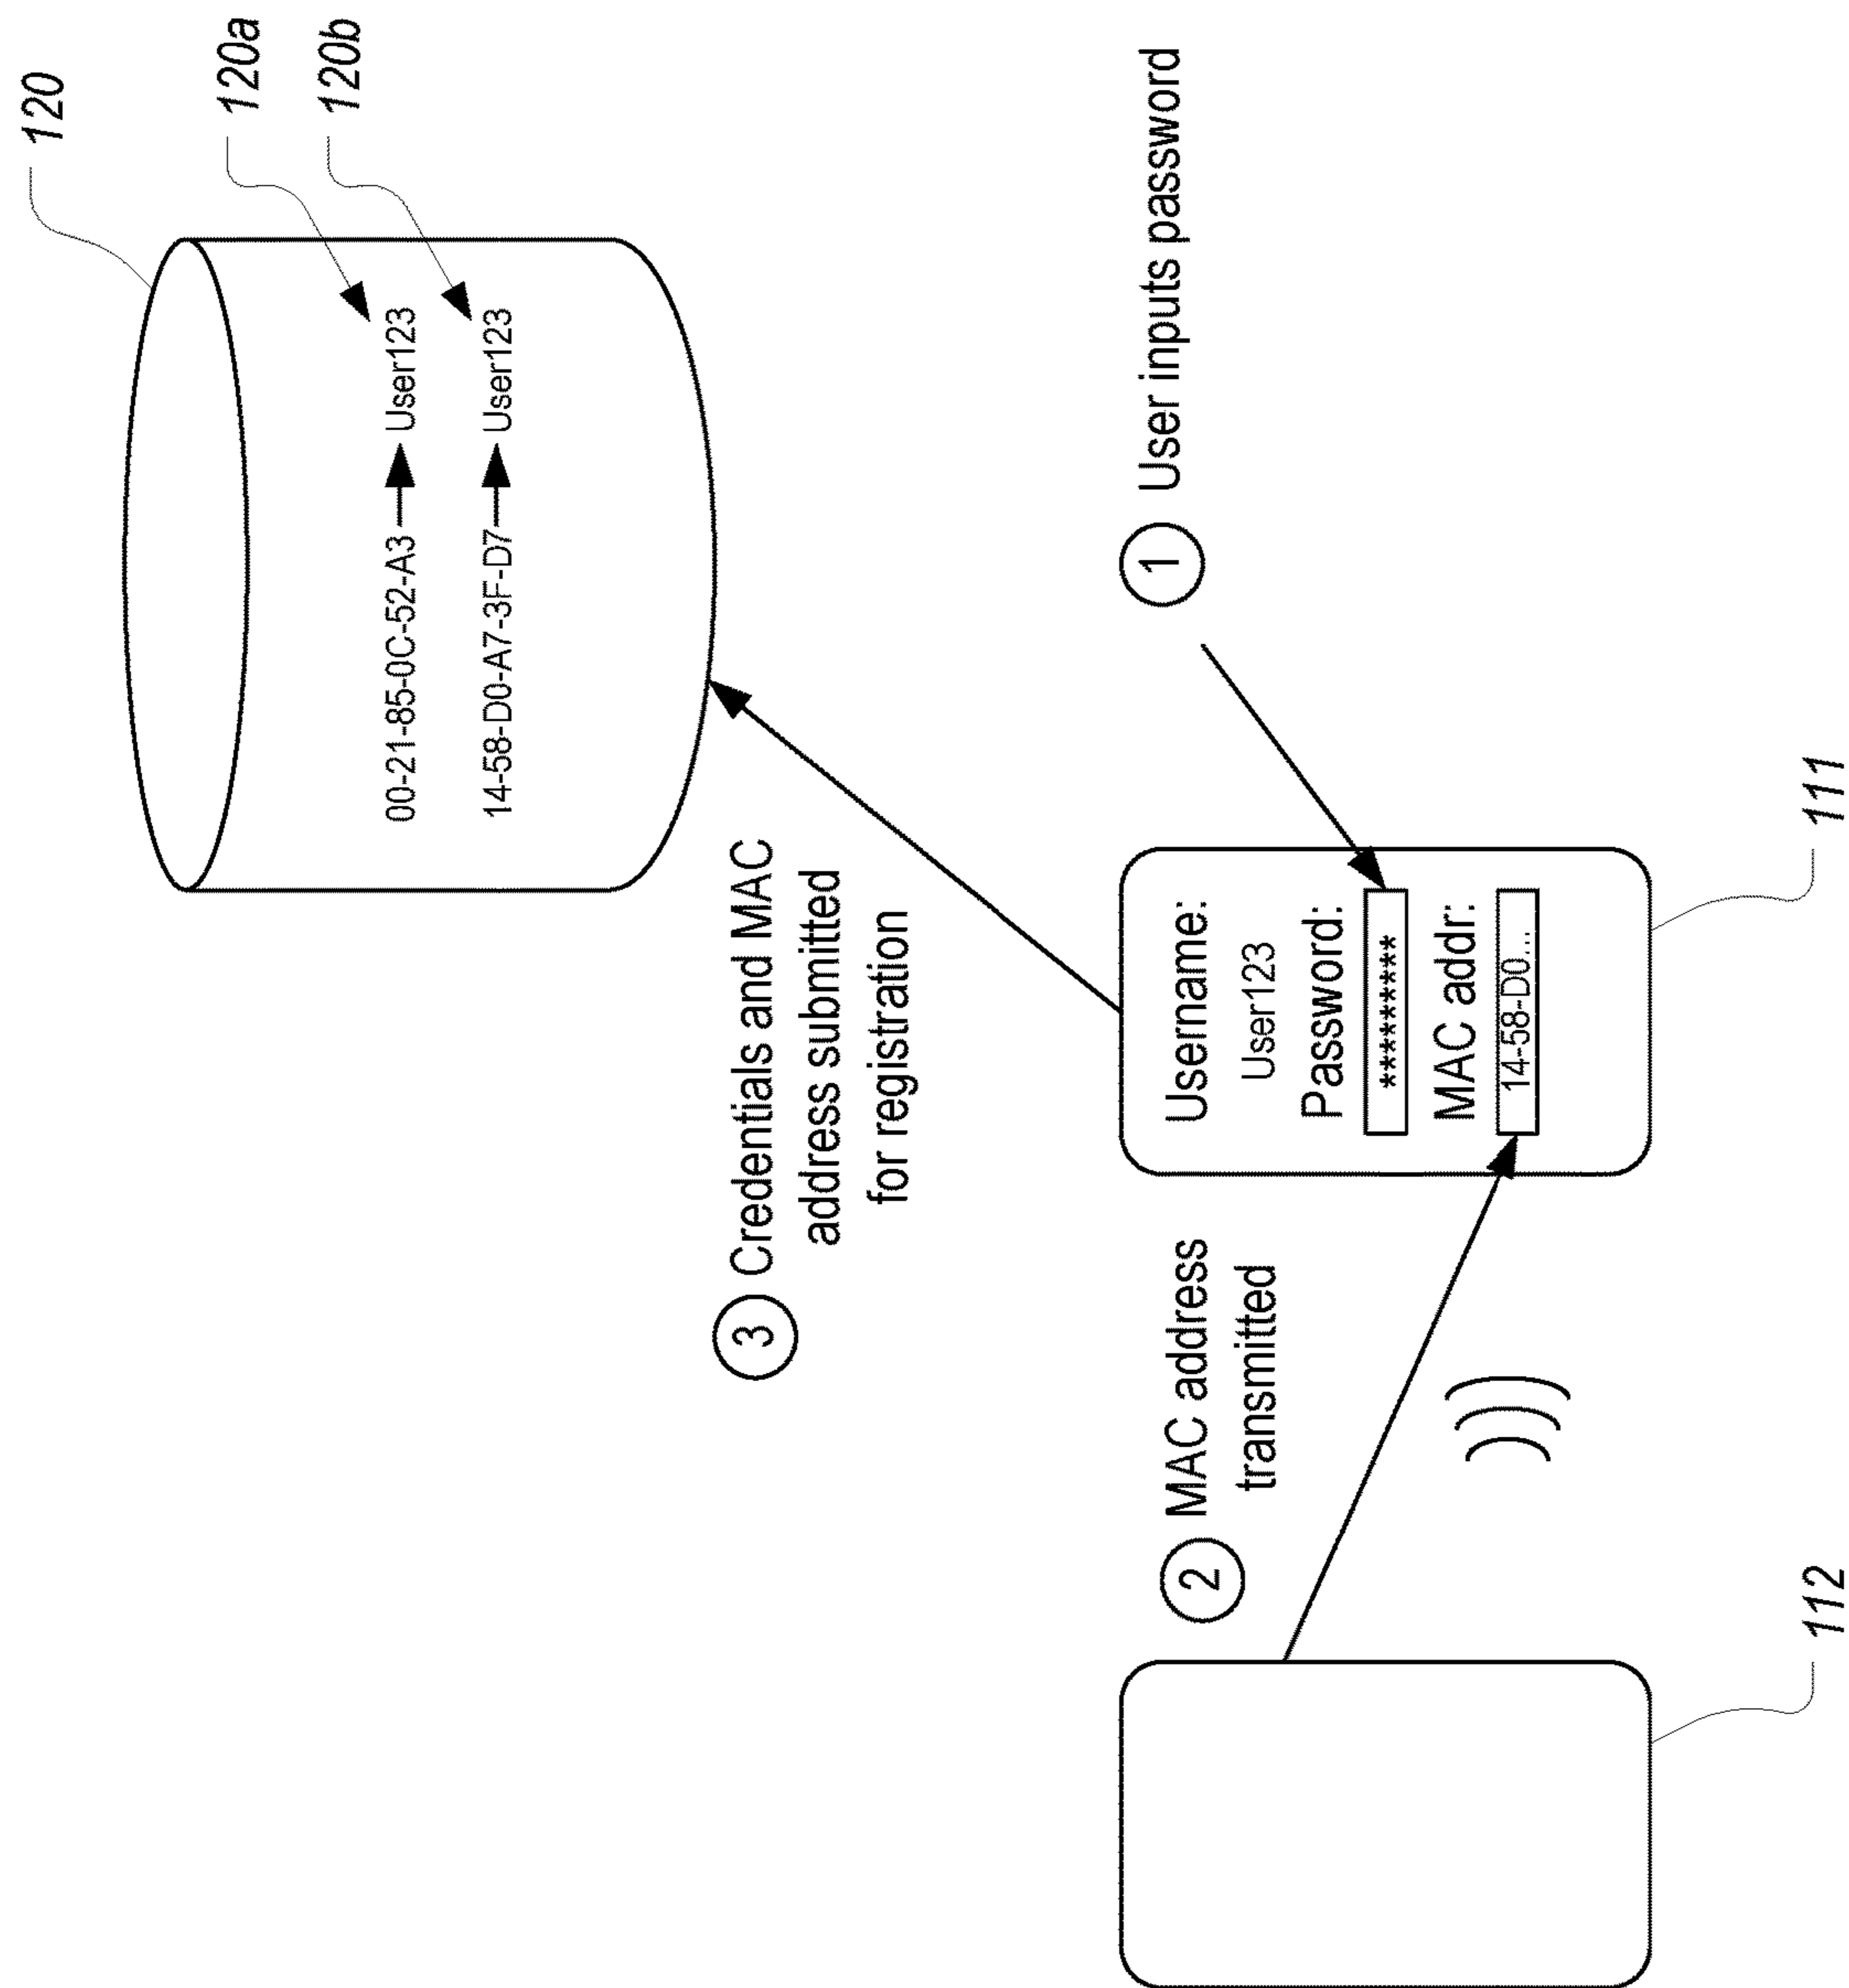 120
120a
120b
00-21-85-0C-52-A3 User123
14-58-D0-A7-3F-D7 User123
3 Credentials and MAC
address submitted
for registration
1 User inputs password
2 MAC address
transmitted
Username:
User123
Password:
*********
MAC addr:
14-58-D0...
112
111